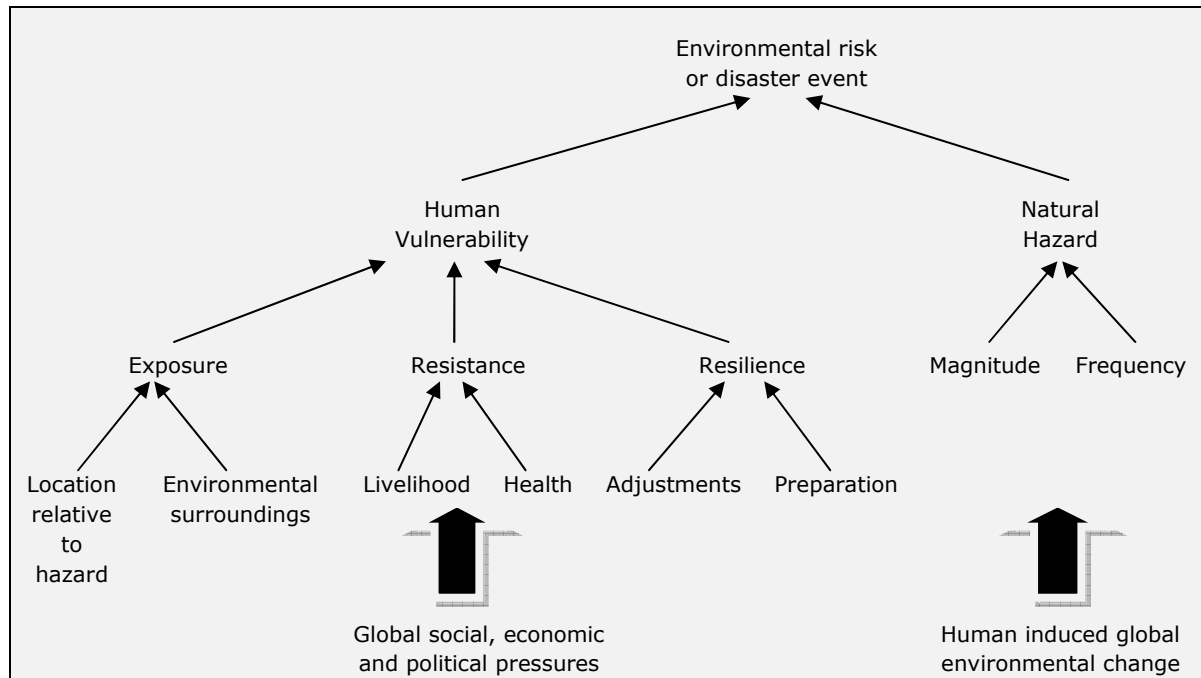 Environmental risk
or disaster event
Human
Vulnerability
Natural
Hazard
Exposure
Resistance
Resilience
Magnitude
Frequency
Location
relative
to
hazard
Environmental
surroundings
Livelihood
Health
Adjustments
Preparation
Global social, economic
and political pressures
Human induced global
environmental change